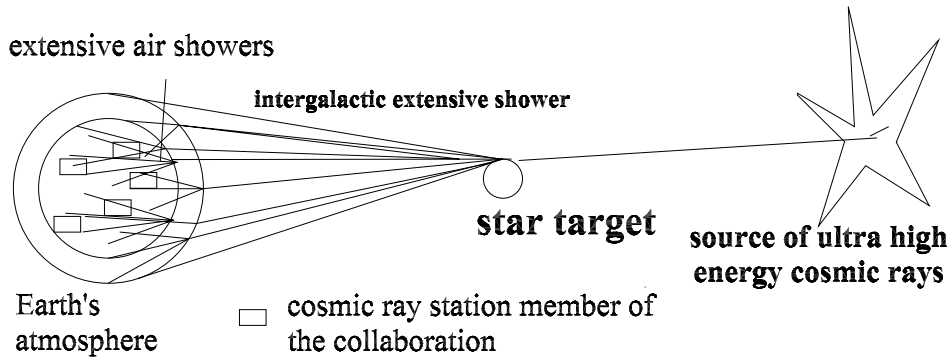 extensive air showers
intergalactic extensive shower
star target
source of ultra high
energy cosmic rays
Earth's
atmosphere
cosmic ray station member of
the collaboration